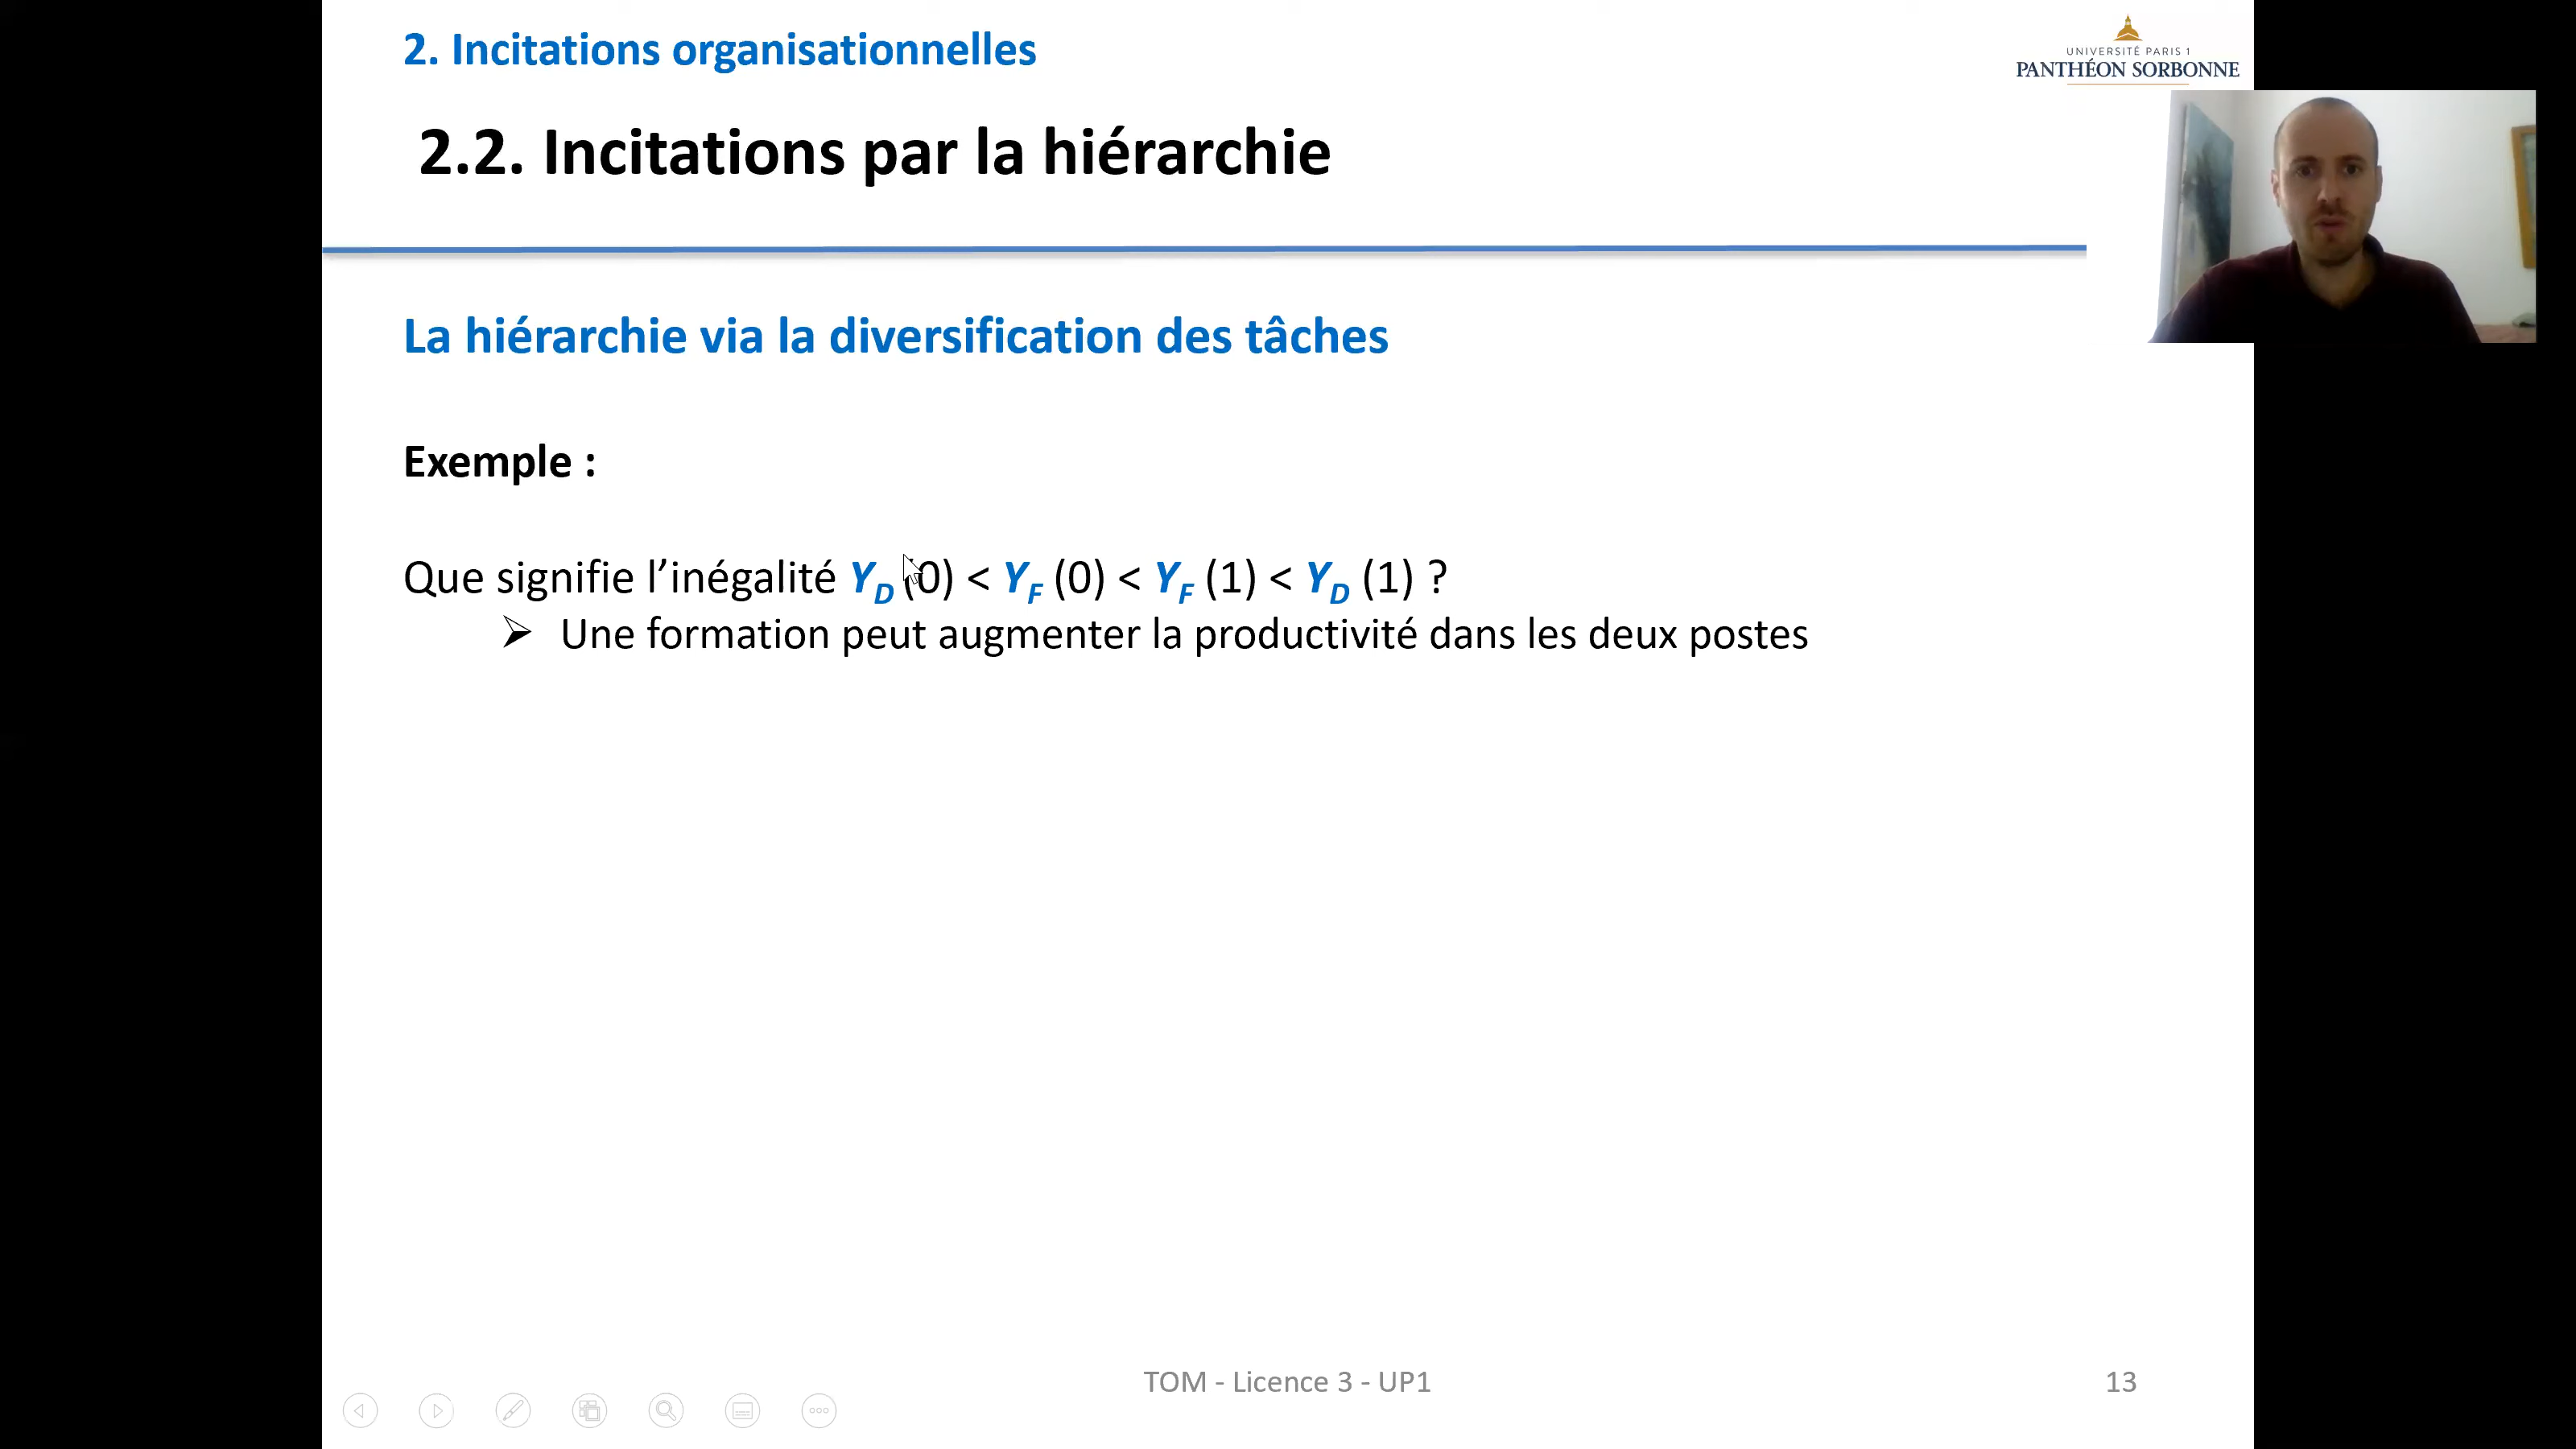 2. Incitations organisationnelles
UNIVERSITÉ PARIS 1
PANTHÉON SORBONNE
2.2. Incitations par la hiérarchie
La hiérarchie via la diversification des tâches
Exemple :
Que signifie l’inégalité Y_D (0) < Y_F (0) < Y_F (1) < Y_D (1) ?
➢ Une formation peut augmenter la productivité dans les deux postes
TOM - Licence 3 - UP1
13